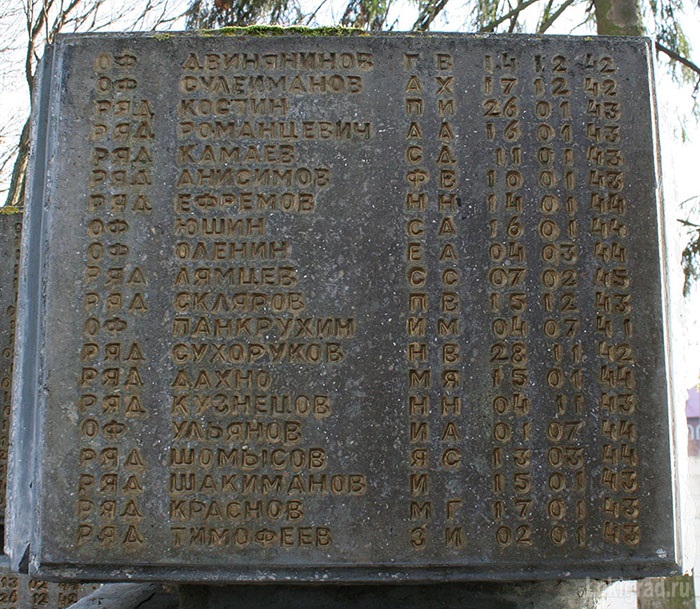 ОФ ДВИНЯНИНОВ Г В 14 12 42
ОФ СУЛЕИМАНОВ А Х 17 12 42
РЯД КОСТИН П И 26 01 43
РЯД РОМАНЦЕВИЧ А А 16 01 43
РЯД КАМАЕВ С Д 11 01 43
РЯД АНИСИМОВ Ф В 10 01 43
РЯД ЕФРЕМОВ Н Н 14 01 44
ОФ ЮШИН С Д 16 01 44
ОФ ОЛЕНИН Е А 04 03 44
РЯД ЛЯМЦЕВ С С 07 02 45
РЯД СКЛЯРОВ П В 15 12 43
ОФ ПАНКРУХИН И М 04 07 41
РЯД СУХОРУКОВ Н В 28 11 42
РЯД ДАХНО М Я 15 01 44
РЯД КУЗНЕЦОВ Н Н 04 11 43
ОФ УЛЬЯНОВ И А 01 07 44
РЯД ШОМЫСОВ Я С 13 03 44
РЯД ШАКИМАНОВ И 15 01 43
РЯД КРАСНОВ М Г 17 01 43
РЯД ТИМОФЕЕВ З И 02 01 43